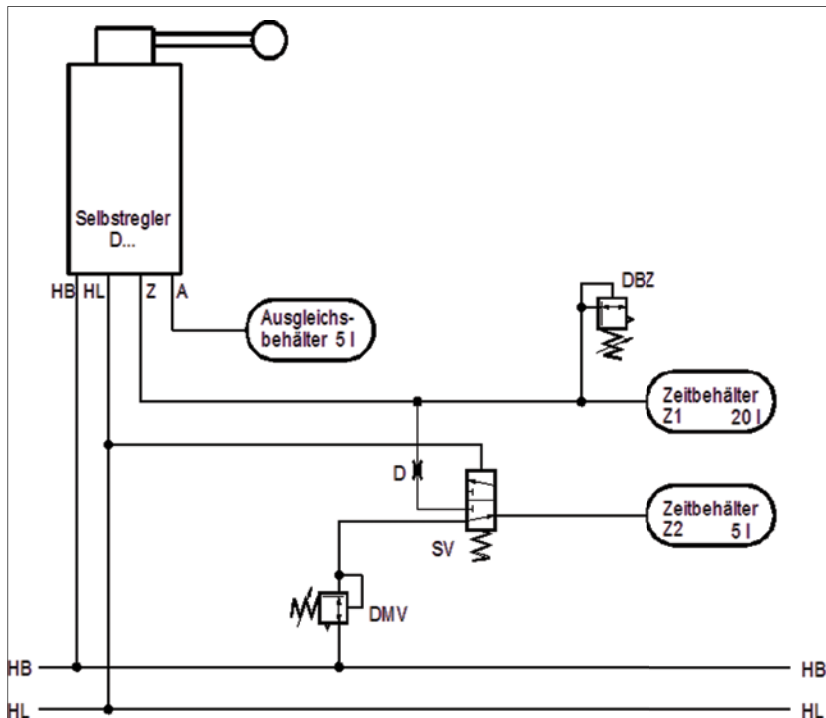 Selbstregler
D...
HB HL Z A
Ausgleichs-
behälter 5 l
DBZ
Zeitbehälter
Z1 20 l
D
Zeitbehälter
Z2 5 l
SV
DMV
HB HB
HL HL